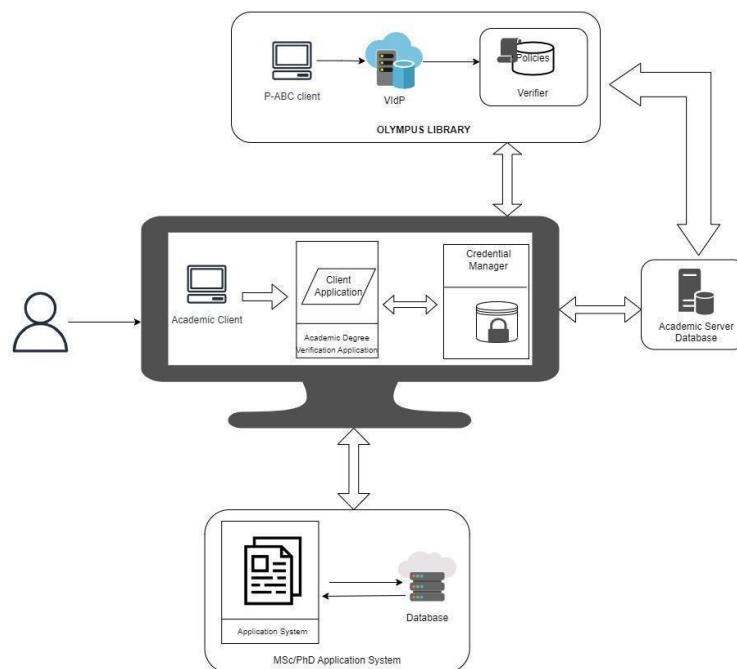 Policies
P-ABC client
VIdP
Verifier
OLYMPUS LIBRARY
Client
Application
Credential
Manager
Academic Client
Academic Degree
Verification Application
Academic Server
Database
Application System
Database
MSc/PhD Application System